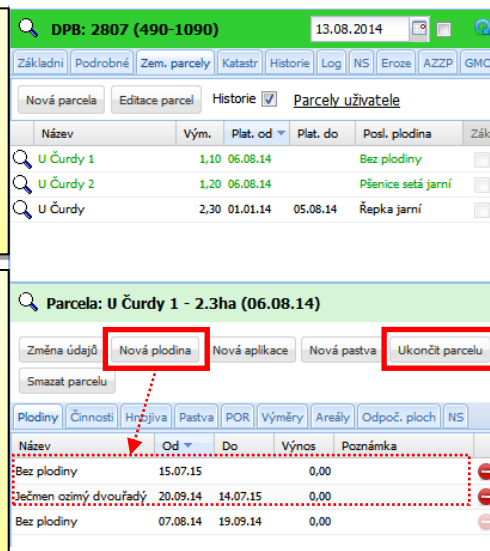 DPB: 2807 (490-1090) 13.08.2014
Základni Podrobné Zem. parcely Katastr Historie Log NS Eroze AZZP GMO
Nová parcela Editace parcel Historie Parcely uživatele
Název Vým. Plat. od Plat. do Posl. plodina
U Čurdy 1 1,10 06.08.14 Bez plodiny
U Čurdy 2 1,20 06.08.14 Pšenice setá jarní
U Čurdy 2,30 01.01.14 05.08.14 Řepka jarní
Parcela: U Čurdy 1 - 2.3ha (06.08.14)
Změna údajů Nová plodina Nová aplikace Nová pastva Ukončit parcelu
Smazat parcelu
Plodiny Činnosti Hnojiva Pastva POR Výměry Areály Odpoč. ploch NS
Název Od Do Výnos Poznámka
Bez plodiny 15.07.15 0,00
Ječmen ozimý dvouřadý 20.09.14 14.07.15 0,00
Bez plodiny 07.08.14 19.09.14 0,00